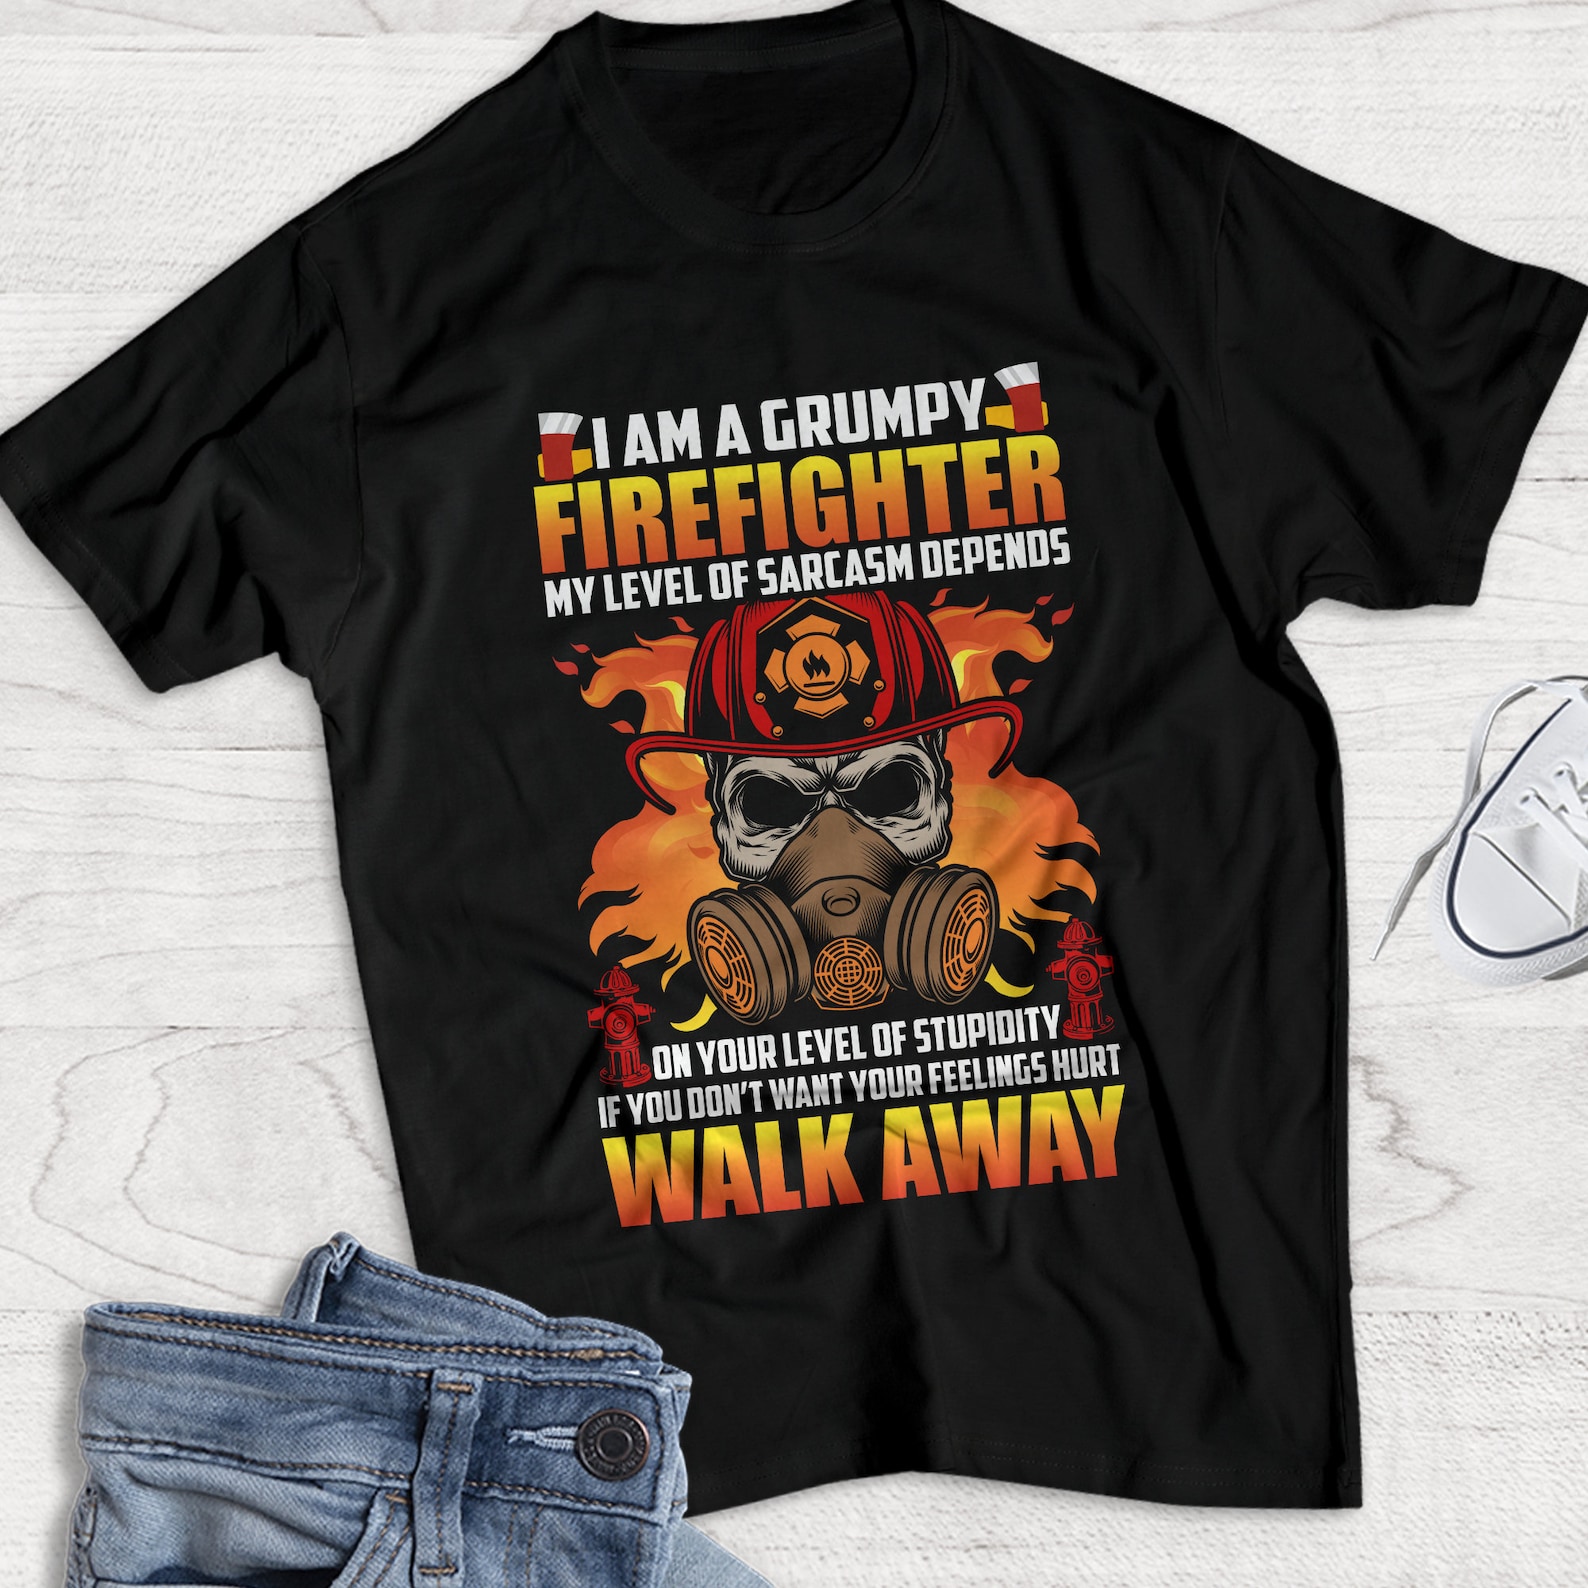 I AM A GRUMPY
FIREFIGHTER
MY LEVEL OF SARCASM DEPENDS
ON YOUR LEVEL OF STUPIDITY
IF YOU DON'T WANT YOUR FEELINGS HURT
WALK AWAY